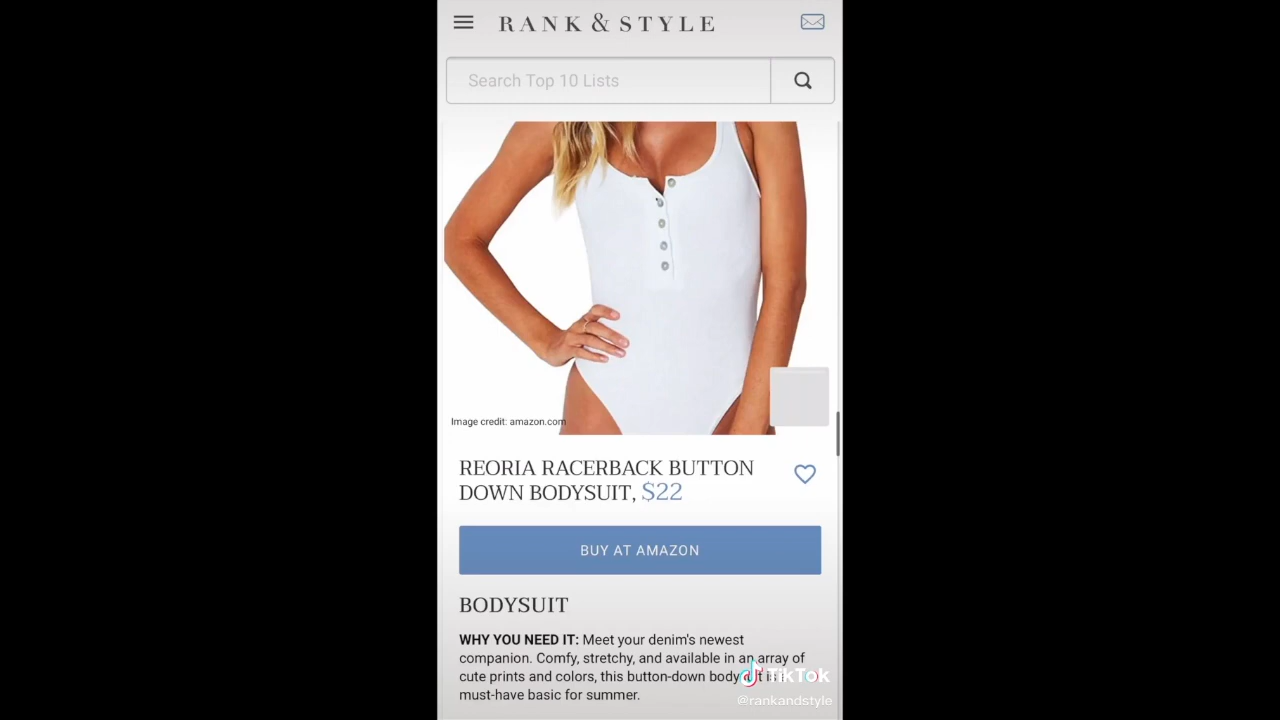 RANK & STYLE
Search Top 10 Lists
Image credit: amazon.com
REORIA RACERBACK BUTTON
DOWN BODYSUIT, $22
BUY AT AMAZON
BODYSUIT
WHY YOU NEED IT: Meet your denim's newest
companion. Comfy, stretchy, and available in an array of
cute prints and colors, this button-down bodysuit is a
must-have basic for summer.
TikTok
@rankandstyle